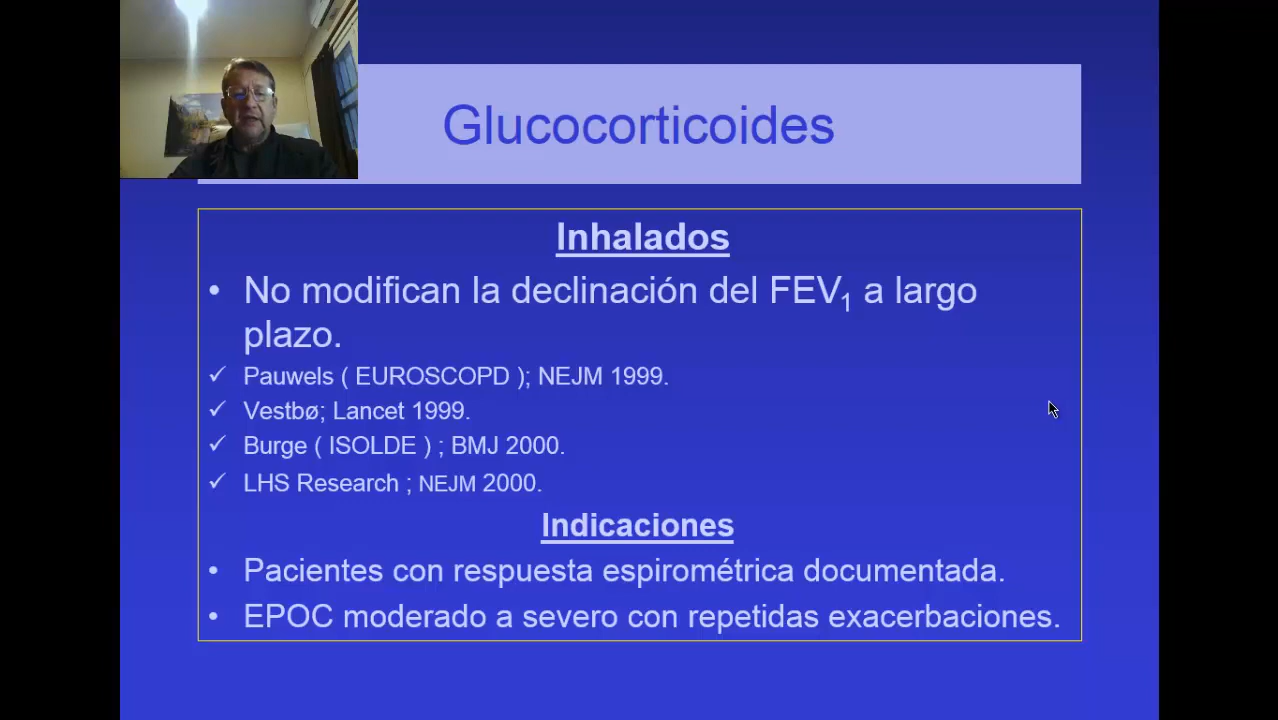 Glucocorticoides
Inhalados
• No modifican la declinación del FEV₁ a largo
plazo.
✓ Pauwels ( EUROSCOPD ); NEJM 1999.
✓ Vestbø; Lancet 1999.
✓ Burge ( ISOLDE ) ; BMJ 2000.
✓ LHS Research ; NEJM 2000.
Indicaciones
• Pacientes con respuesta espirométrica documentada.
• EPOC moderado a severo con repetidas exacerbaciones.